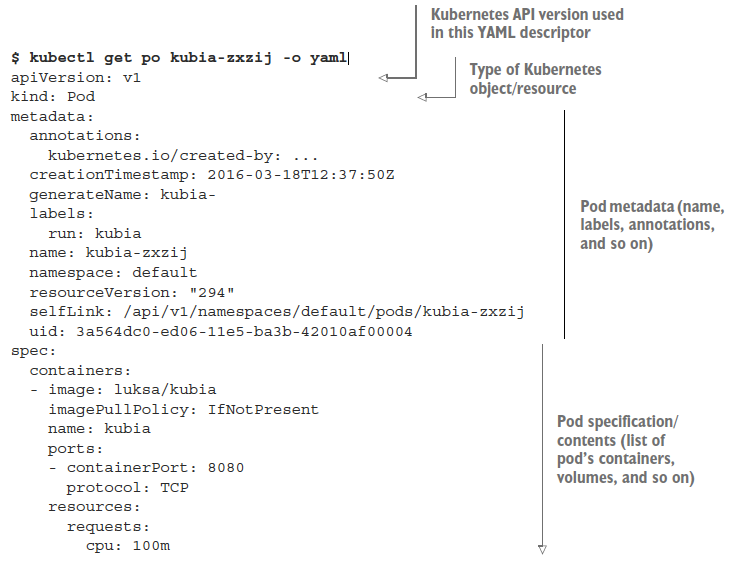 Kubernetes API version used
in this YAML descriptor
$ kubectl get po kubia-zxzij -o yaml
apiVersion: v1
Type of Kubernetes
object/resource
kind: Pod
metadata:
  annotations:
    kubernetes.io/created-by: ...
  creationTimestamp: 2016-03-18T12:37:50Z
  generateName: kubia-
  labels:
    run: kubia
  name: kubia-zxzij
  namespace: default
  resourceVersion: "294"
  selfLink: /api/v1/namespaces/default/pods/kubia-zxzij
  uid: 3a564dc0-ed06-11e5-ba3b-42010af00004
Pod metadata (name,
labels, annotations,
and so on)
spec:
  containers:
  - image: luksa/kubia
    imagePullPolicy: IfNotPresent
    name: kubia
    ports:
    - containerPort: 8080
      protocol: TCP
    resources:
      requests:
        cpu: 100m
Pod specification/
contents (list of
pod's containers,
volumes, and so on)